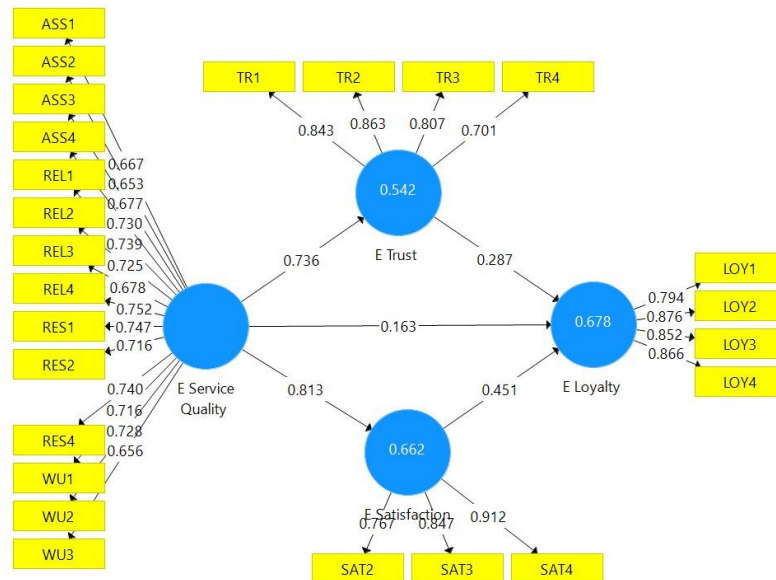 ASS1
ASS2
ASS3
ASS4
REL1
REL2
REL3
REL4
RES1
RES2
RES4
WU1
WU2
WU3
0.667
0.653
0.677
0.730
0.739
0.725
0.678
0.752
0.747
0.716
0.740
0.716
0.728
0.656
E Service
Quality
TR1
TR2
TR3
TR4
0.843
0.863
0.807
0.701
0.542
E Trust
0.736
0.287
0.163
0.813
0.451
0.662
E Satisfaction
0.767
0.847
0.912
SAT2
SAT3
SAT4
0.678
E Loyalty
0.794
0.876
0.852
0.866
LOY1
LOY2
LOY3
LOY4